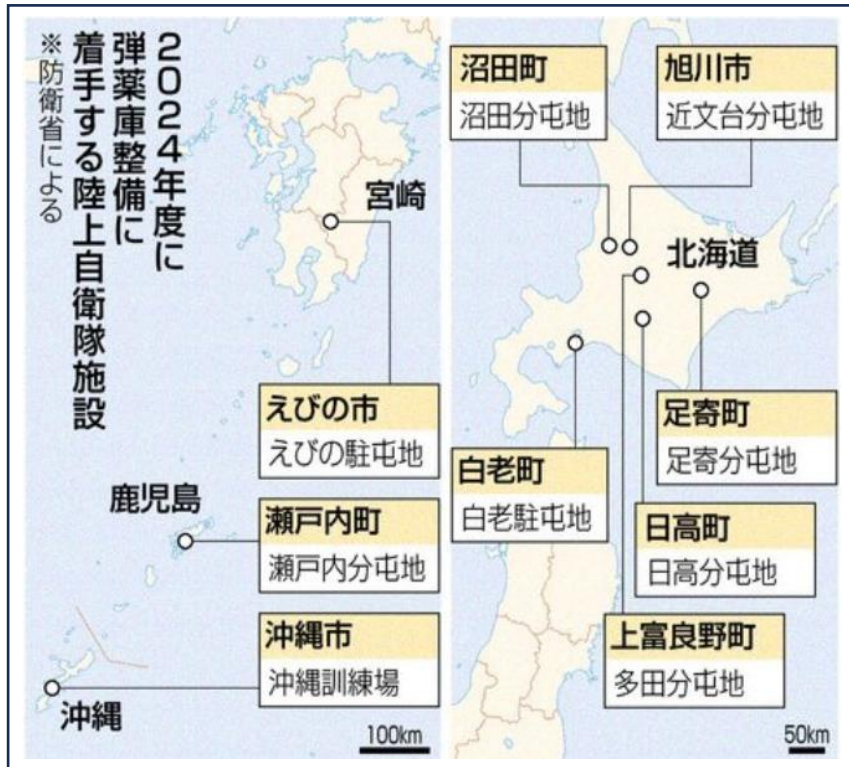 2024年度に
弾薬庫整備に
着手する陸上自衛隊施設
※防衛省による
宮崎
えびの市
えびの駐屯地
鹿児島
瀬戸内町
瀬戸内分屯地
沖縄市
沖縄訓練場
沖縄
100km
沼田町
沼田分屯地
旭川市
近文台分屯地
北海道
足寄町
足寄分屯地
白老町
白老駐屯地
日高町
日高分屯地
上富良野町
多田分屯地
50km